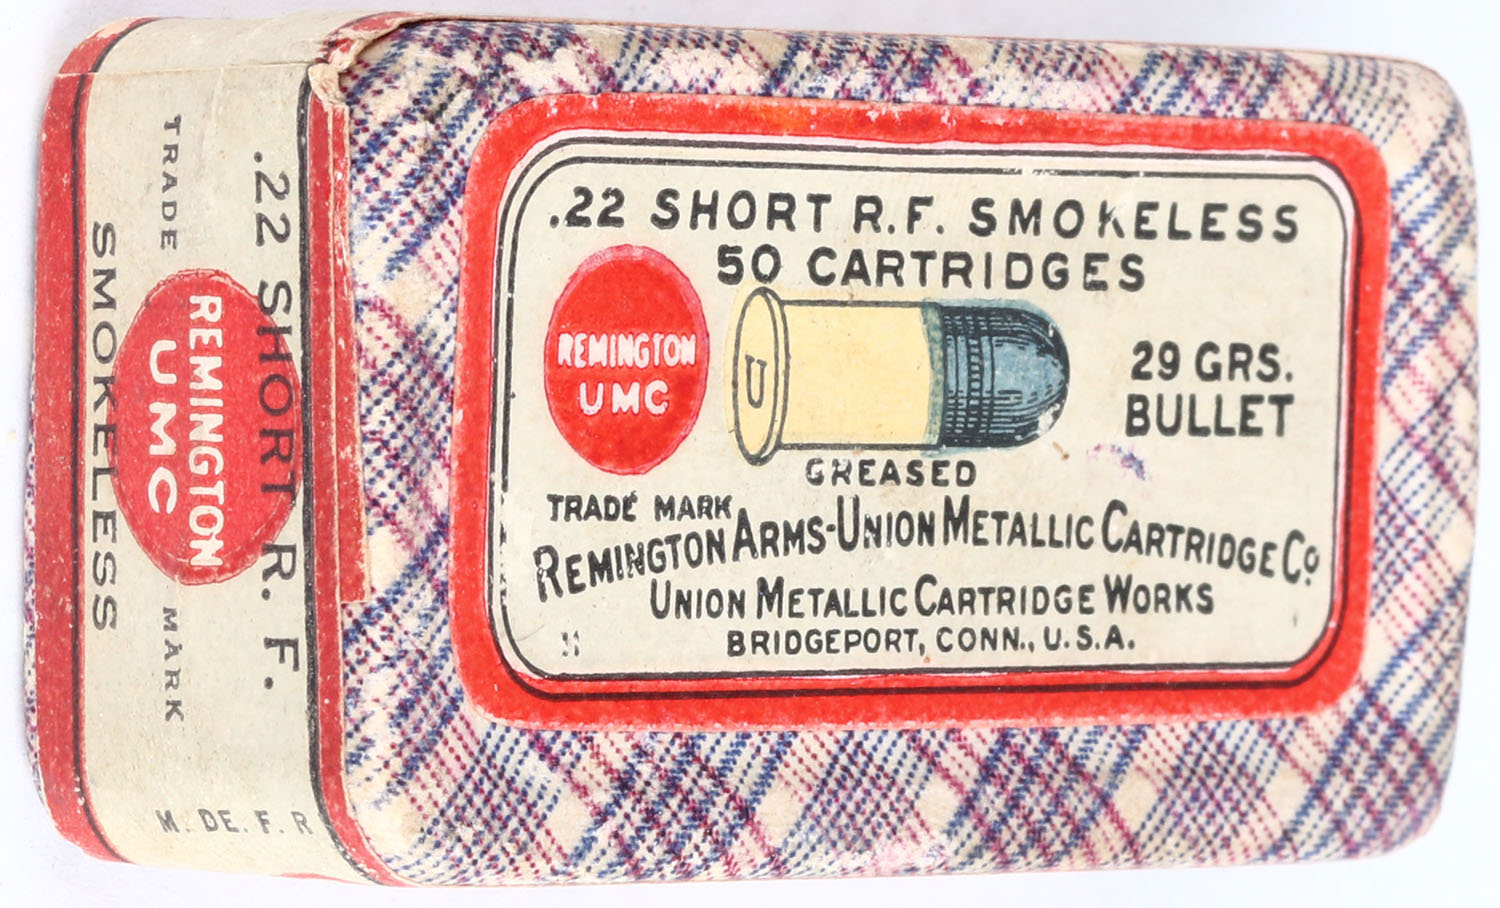 .22 SHORT R.F. SMOKELESS
50 CARTRIDGES
REMINGTON
UMC
U
29 GRS.
BULLET
GREASED
TRADE MARK
REMINGTON ARMS-UNION METALLIC CARTRIDGE CO
UNION METALLIC CARTRIDGE WORKS
BRIDGEPORT, CONN., U.S.A.
.22 SHORT R. F.
TRADE MARK
REMINGTON
UMC
SMOKELESS
M. DE. F. R